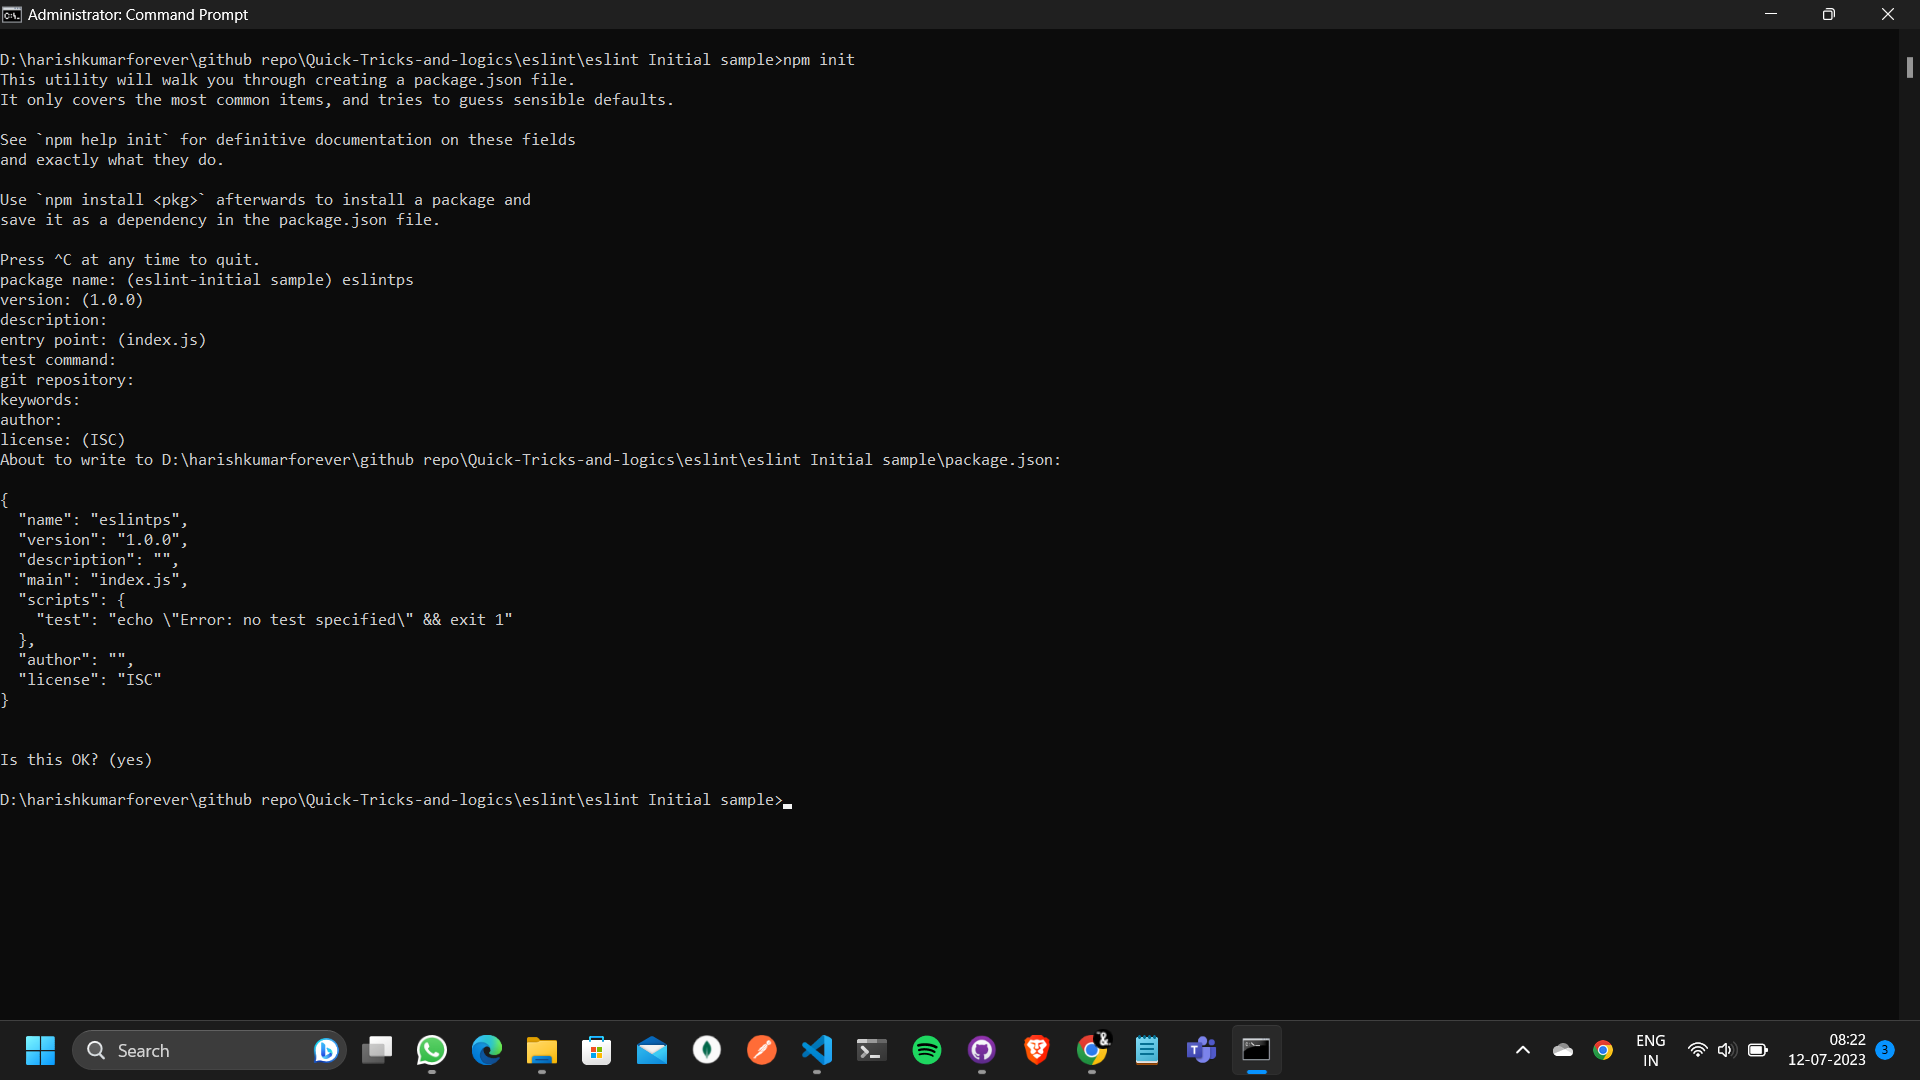 Administrator: Command Prompt
D:\harishkumarforever\github repo\Quick-Tricks-and-logics\eslint\eslint Initial sample>npm init
This utility will walk you through creating a package.json file.
It only covers the most common items, and tries to guess sensible defaults.
See `npm help init` for definitive documentation on these fields
and exactly what they do.
Use `npm install <pkg>` afterwards to install a package and
save it as a dependency in the package.json file.
Press ^C at any time to quit.
package name: (eslint-initial sample) eslintps
version: (1.0.0)
description:
entry point: (index.js)
test command:
git repository:
keywords:
author:
license: (ISC)
About to write to D:\harishkumarforever\github repo\Quick-Tricks-and-logics\eslint\eslint Initial sample\package.json:
{
  "name": "eslintps",
  "version": "1.0.0",
  "description": "",
  "main": "index.js",
  "scripts": {
    "test": "echo \"Error: no test specified\" && exit 1"
  },
  "author": "",
  "license": "ISC"
}
Is this OK? (yes)
D:\harishkumarforever\github repo\Quick-Tricks-and-logics\eslint\eslint Initial sample>
Search
ENG
IN
08:22
12-07-2023
3